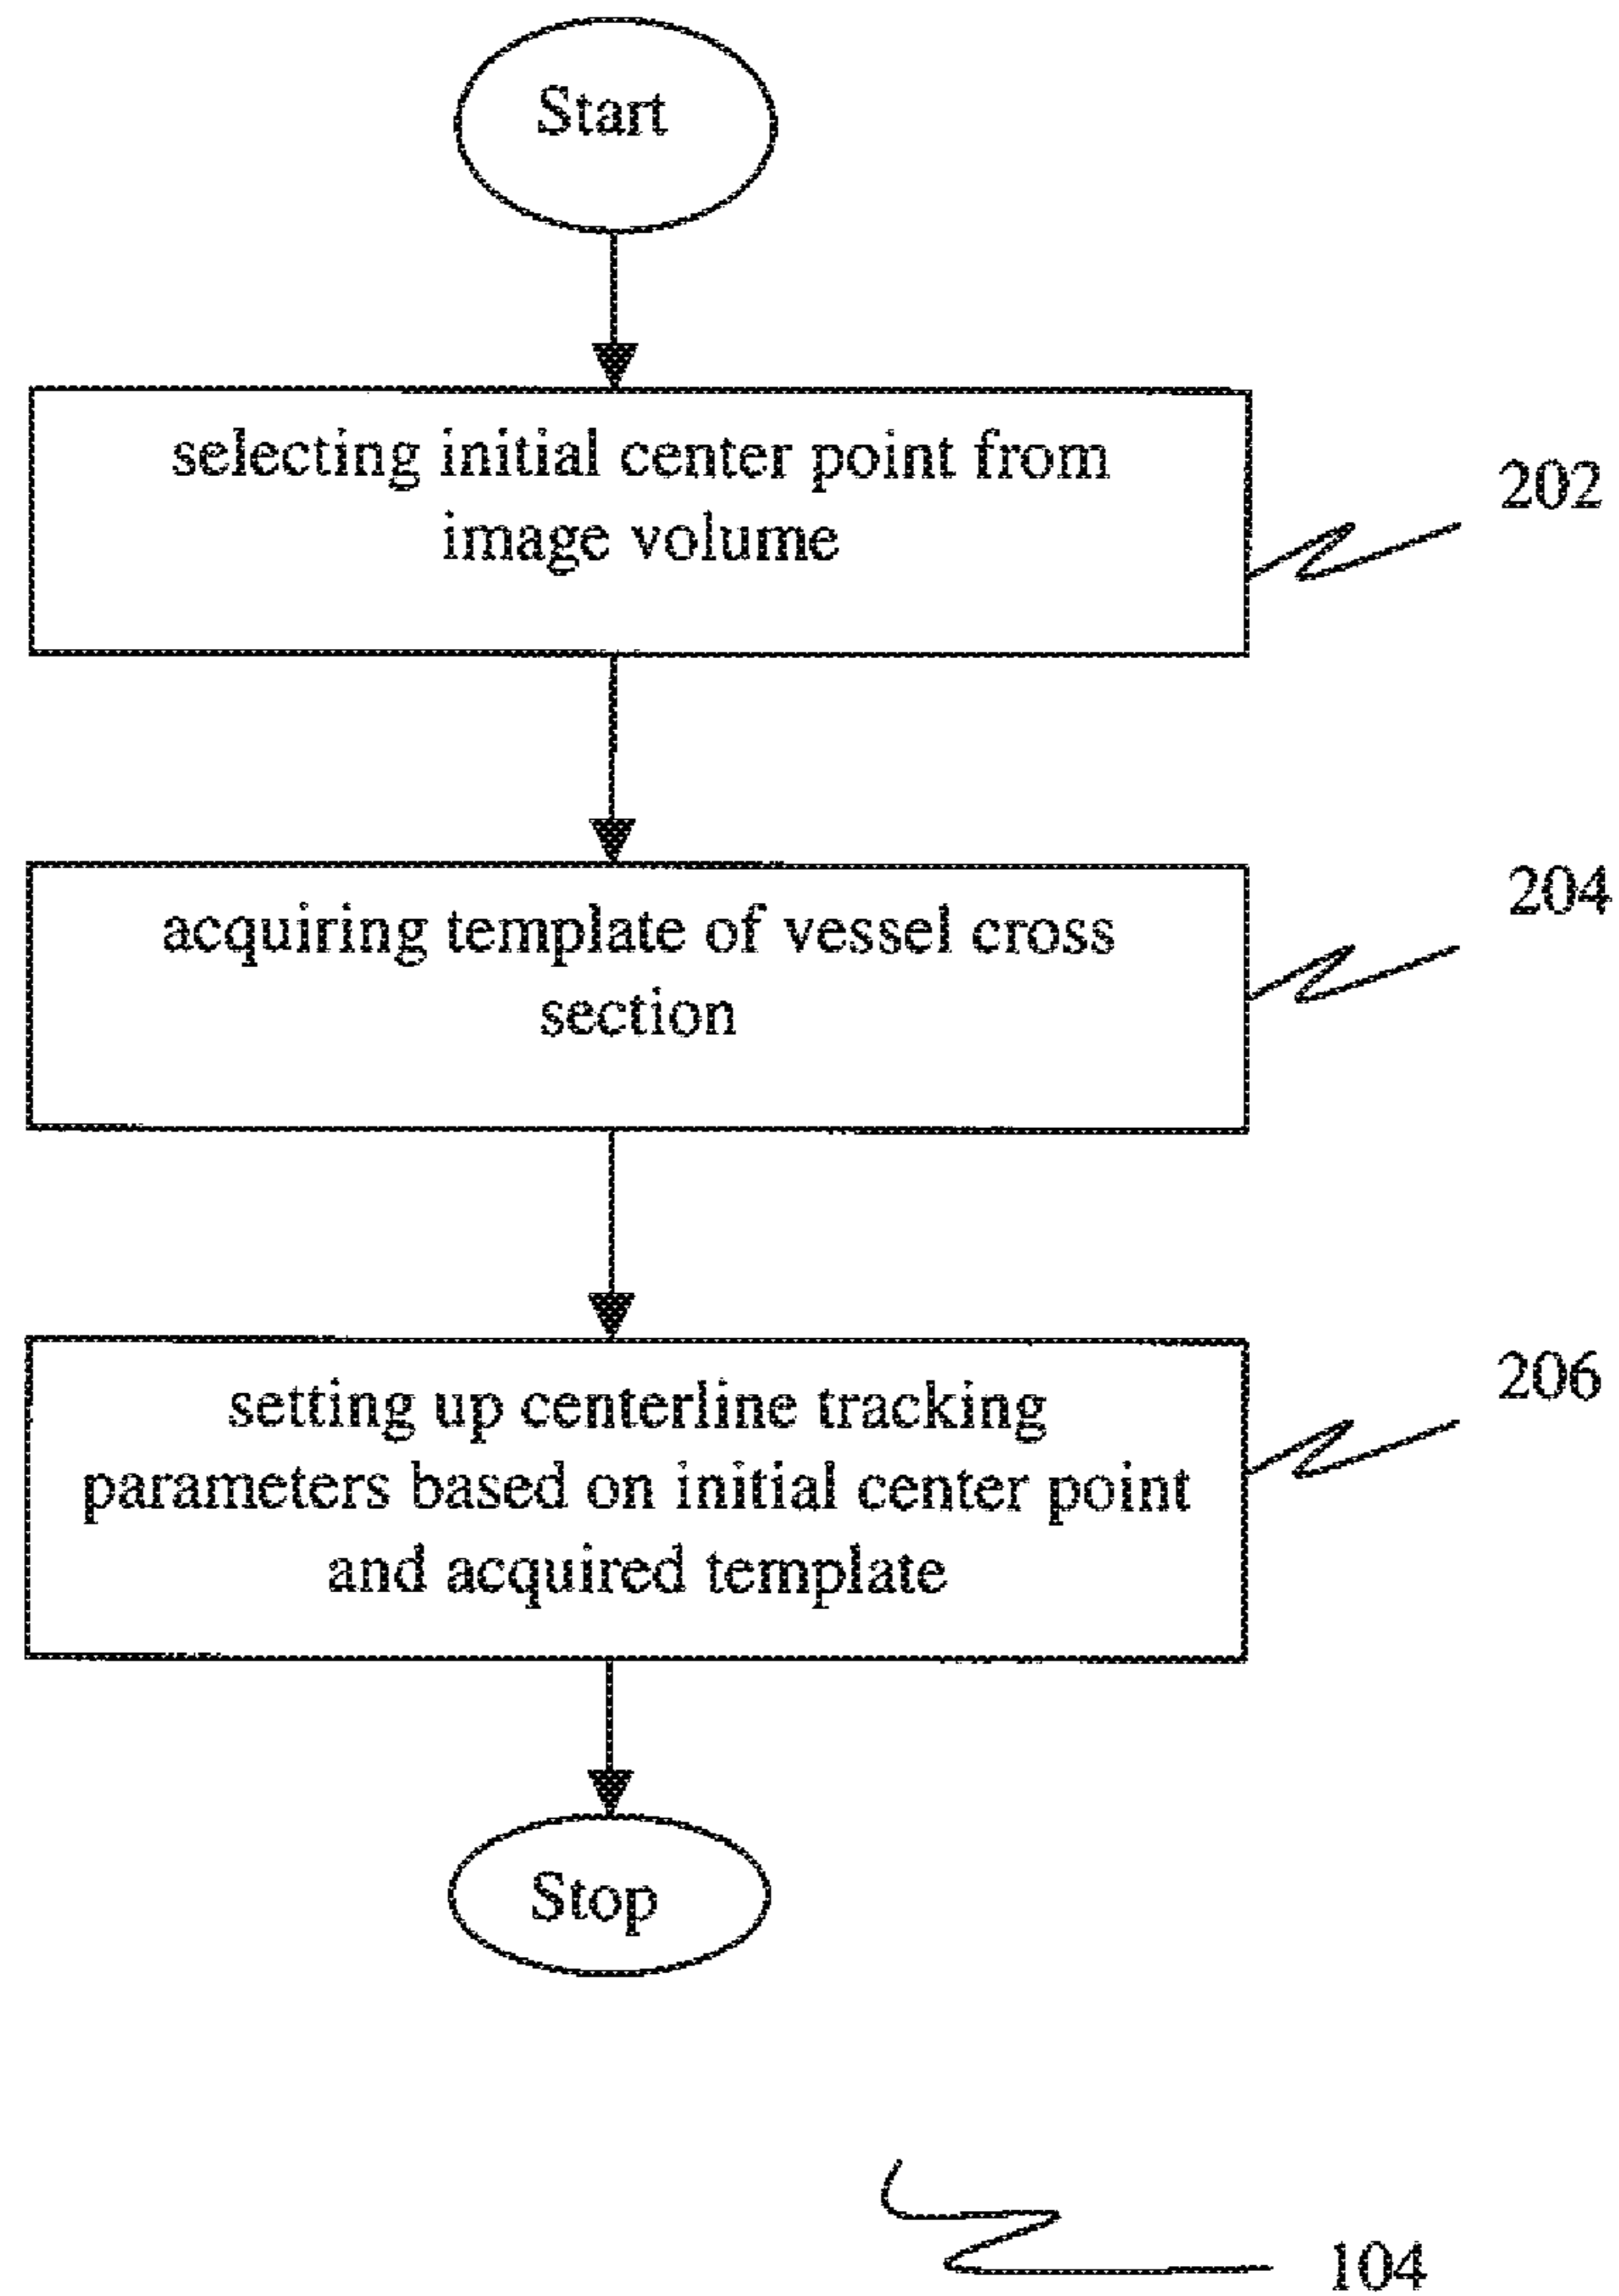 Start
selecting initial center point from
image volume
202
acquiring template of vessel cross
section
204
setting up centerline tracking
parameters based on initial center point
and acquired template
206
Stop
104